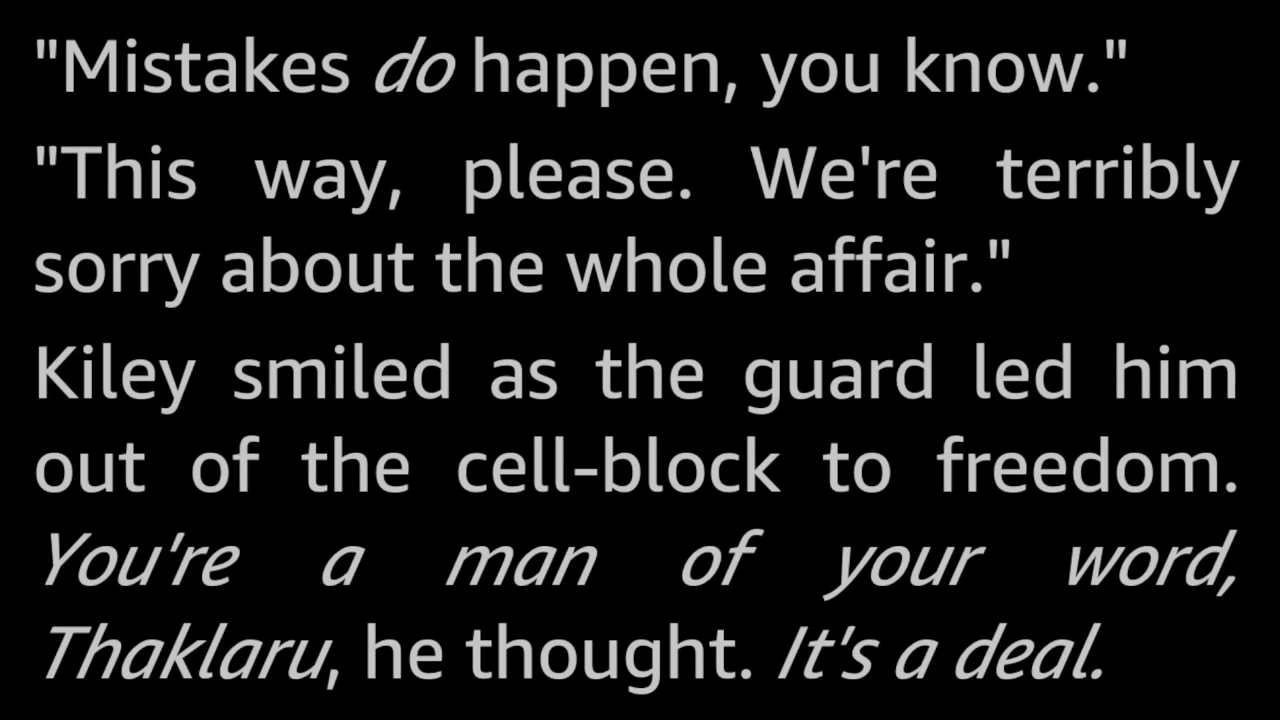 "Mistakes do happen, you know."
"This way, please. We're terribly
sorry about the whole affair."
Kiley smiled as the guard led him
out of the cell-block to freedom.
You're a man of your word,
Thaklaru, he thought. It's a deal.